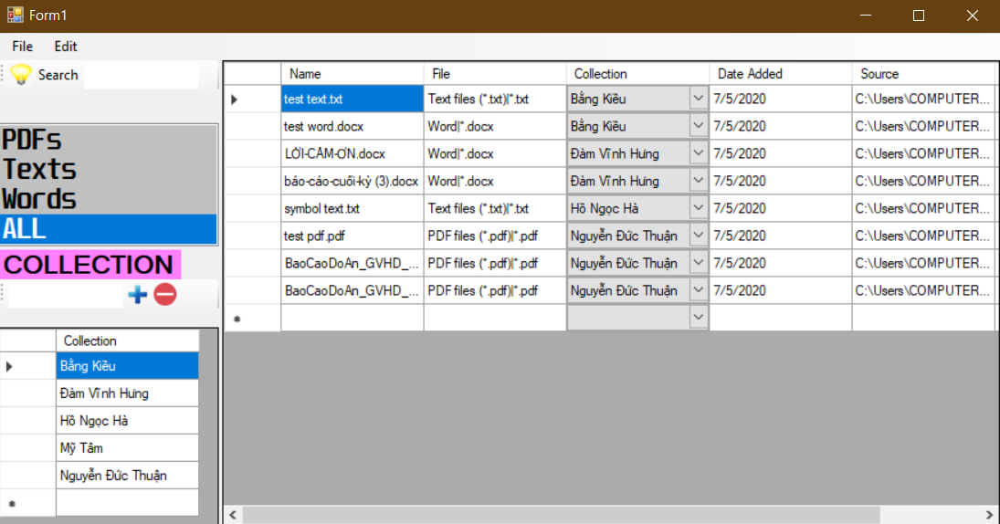 Form1
File Edit
Search
PDFs
Texts
Words
ALL
COLLECTION
Collection
Bằng Kiều
Đàm Vĩnh Hưng
Hồ Ngọc Hà
Mỹ Tâm
Nguyễn Đức Thuận
Name File Collection Date Added Source
test text.txt Text files (*.txt)|*.txt Bằng Kiều 7/5/2020 C:\Users\COMPUTER...
test word.docx Word|*.docx Bằng Kiều 7/5/2020 C:\Users\COMPUTER...
LỜI-CẢM-ƠN.docx Word|*.docx Đàm Vĩnh Hưng 7/5/2020 C:\Users\COMPUTER...
báo-cáo-cuối-kỳ (3).docx Word|*.docx Đàm Vĩnh Hưng 7/5/2020 C:\Users\COMPUTER...
symbol text.txt Text files (*.txt)|*.txt Hồ Ngọc Hà 7/5/2020 C:\Users\COMPUTER...
test pdf.pdf PDF files (*.pdf)|*.pdf Nguyễn Đức Thuận 7/5/2020 C:\Users\COMPUTER...
BaoCaoDoAn_GVHD_... PDF files (*.pdf)|*.pdf Nguyễn Đức Thuận 7/5/2020 C:\Users\COMPUTER...
BaoCaoDoAn_GVHD_... PDF files (*.pdf)|*.pdf Nguyễn Đức Thuận 7/5/2020 C:\Users\COMPUTER...